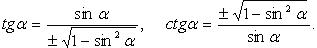 tgα = sin α / ±√(1−sin² α), ctgα = ±√(1−sin² α) / sin α.